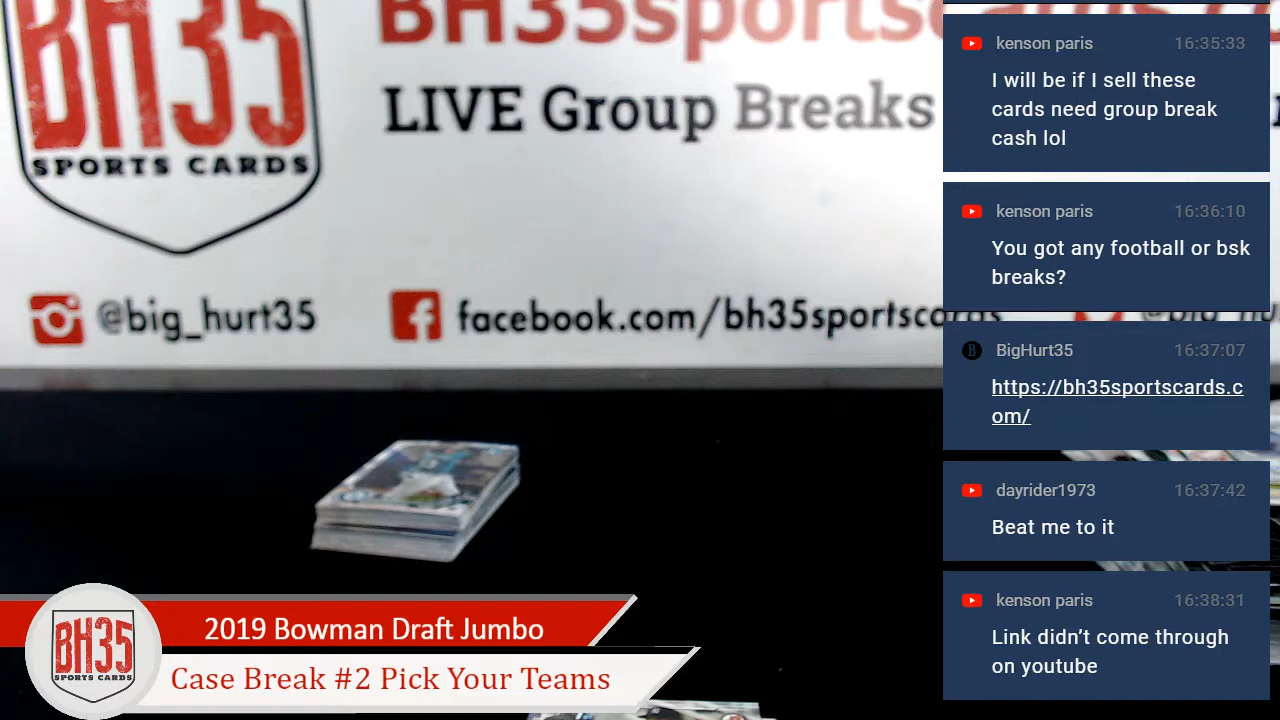 BH35
SPORTS CARDS
BH35sportscards.c
LIVE Group Breaks
@big_hurt35
facebook.com/bh35sportscards
kenson paris 16:35:33
I will be if I sell these
cards need group break
cash lol
kenson paris 16:36:10
You got any football or bsk
breaks?
BigHurt35 16:37:07
https://bh35sportscards.c
om/
dayrider1973 16:37:42
Beat me to it
kenson paris 16:38:31
Link didn’t come through
on youtube
BH35
SPORTS CARDS
2019 Bowman Draft Jumbo
Case Break #2 Pick Your Teams